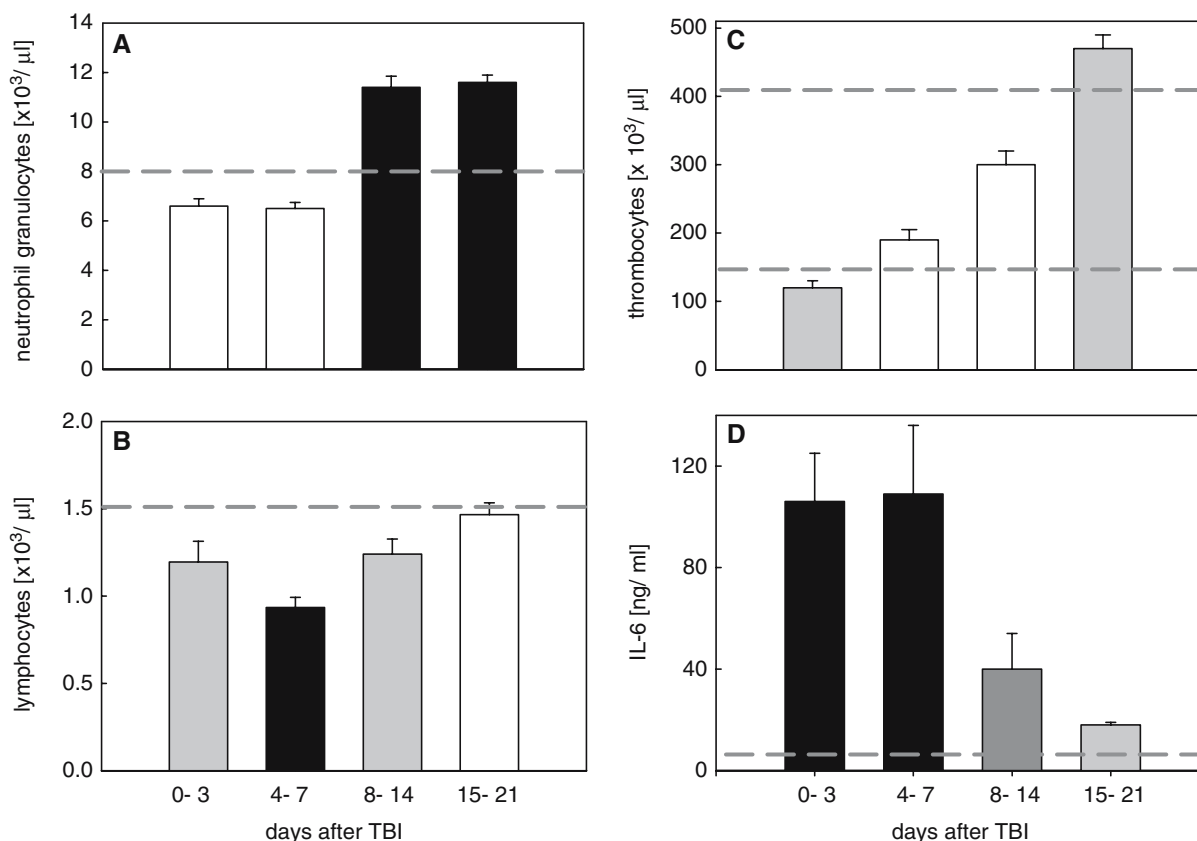 A
neutrophil granulocytes [x10³/ µl]
14
12
10
8
6
4
2
0
B
lymphocytes [x10³/ µl]
2.0
1.5
1.0
0.5
0.0
0- 3 4- 7 8- 14 15- 21
days after TBI
C
thrombocytes [x 10³/ µl]
500
400
300
200
100
0
D
IL-6 [ng/ ml]
120
80
40
0
0- 3 4- 7 8- 14 15- 21
days after TBI